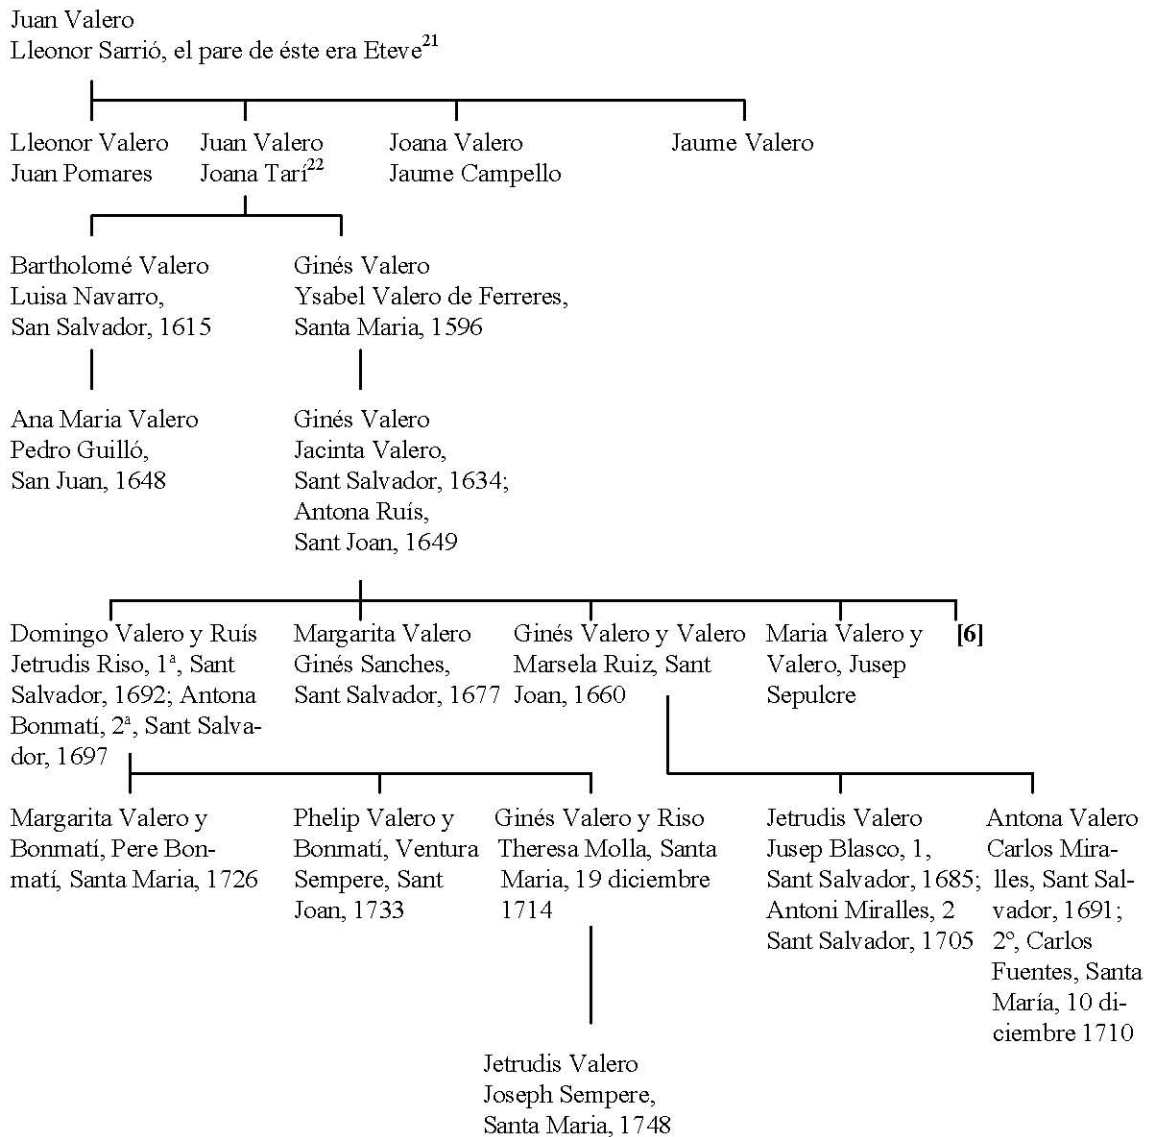 Juan Valero
Lleonor Sarrió, el pare de éste era Eteve21
Lleonor Valero
Juan Pomares
Juan Valero
Joana Tarí22
Joana Valero
Jaume Campello
Jaume Valero
Bartholomé Valero
Luisa Navarro,
San Salvador, 1615
Ginés Valero
Ysabel Valero de Ferreres,
Santa Maria, 1596
Ana Maria Valero
Pedro Guilló,
San Juan, 1648
Ginés Valero
Jacinta Valero,
Sant Salvador, 1634;
Antona Ruís,
Sant Joan, 1649
Domingo Valero y Ruís
Jetrudis Riso, 1ª, Sant
Salvador, 1692; Antona
Bonmatí, 2ª, Sant Salva-
dor, 1697
Margarita Valero
Ginés Sanches,
Sant Salvador, 1677
Ginés Valero y Valero
Marsela Ruiz, Sant
Joan, 1660
Maria Valero y
Valero, Jusep
Sepulcre
[6]
Margarita Valero y
Bonmatí, Pere Bon-
matí, Santa Maria, 1726
Phelip Valero y
Bonmatí, Ventura
Sempere, Sant
Joan, 1733
Ginés Valero y Riso
Theresa Molla, Santa
Maria, 19 diciembre
1714
Jetrudis Valero
Jusep Blasco, 1,
Sant Salvador, 1685;
Antoni Miralles, 2
Sant Salvador, 1705
Antona Valero
Carlos Mira-
lles, Sant Sal-
vador, 1691;
2º, Carlos
Fuentes, Santa
María, 10 di-
ciembre 1710
Jetrudis Valero
Joseph Sempere,
Santa Maria, 1748